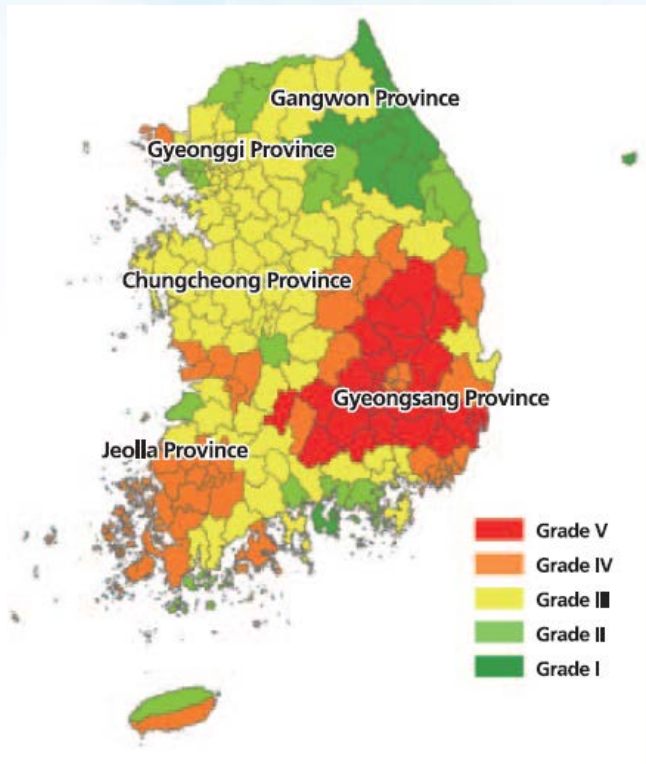 Gangwon Province
Gyeonggi Province
Chungcheong Province
Gyeongsang Province
Jeolla Province
Grade V
Grade IV
Grade III
Grade II
Grade I